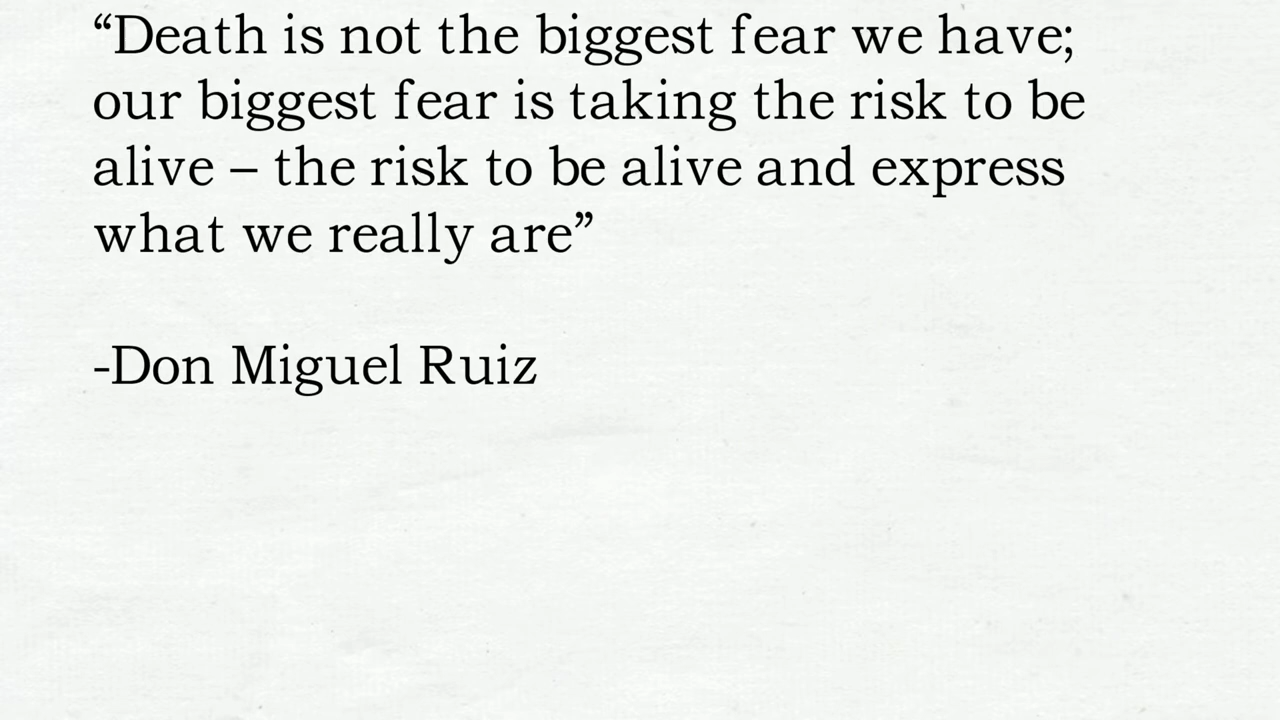 “Death is not the biggest fear we have;
our biggest fear is taking the risk to be
alive – the risk to be alive and express
what we really are”
-Don Miguel Ruiz